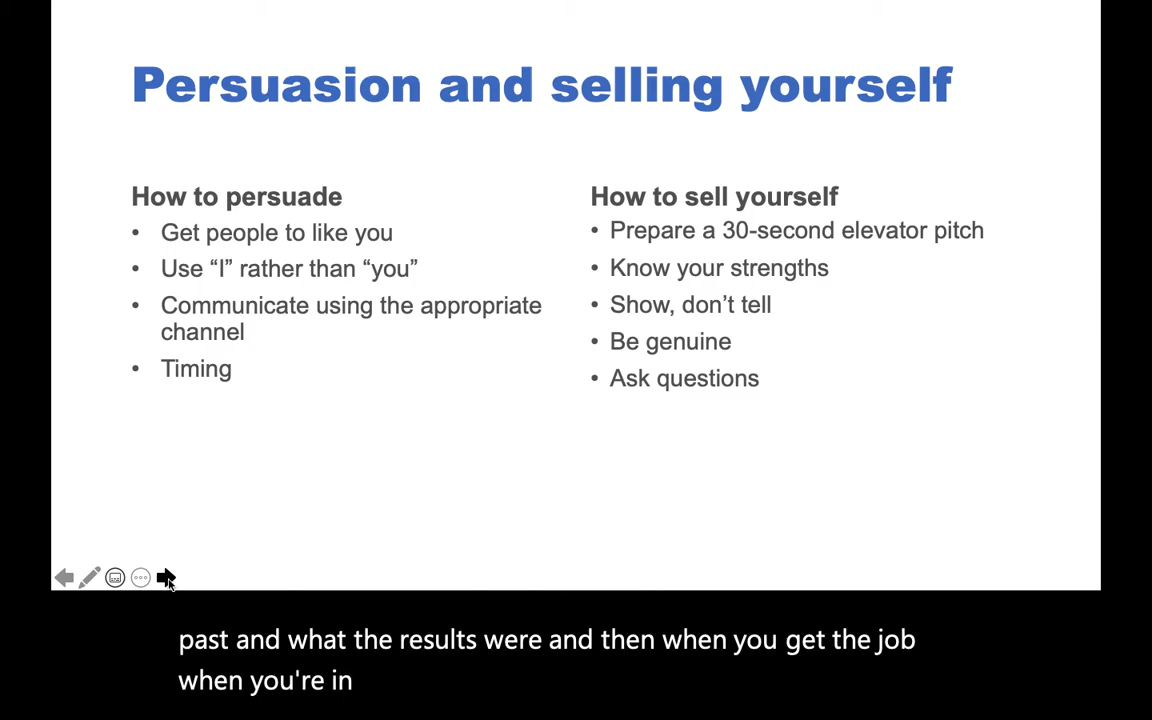 Persuasion and selling yourself
How to persuade
• Get people to like you
• Use “I” rather than “you”
• Communicate using the appropriate
channel
• Timing
How to sell yourself
• Prepare a 30-second elevator pitch
• Know your strengths
• Show, don’t tell
• Be genuine
• Ask questions
past and what the results were and then when you get the job
when you're in